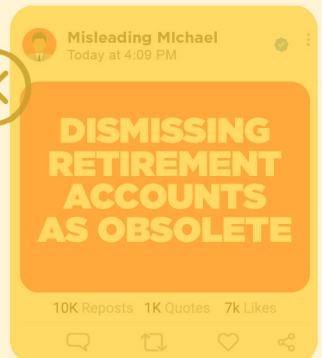 Misleading MIchael
Today at 4:09 PM
DISMISSING
RETIREMENT
ACCOUNTS
AS OBSOLETE
10K Reposts 1K Quotes 7k Likes